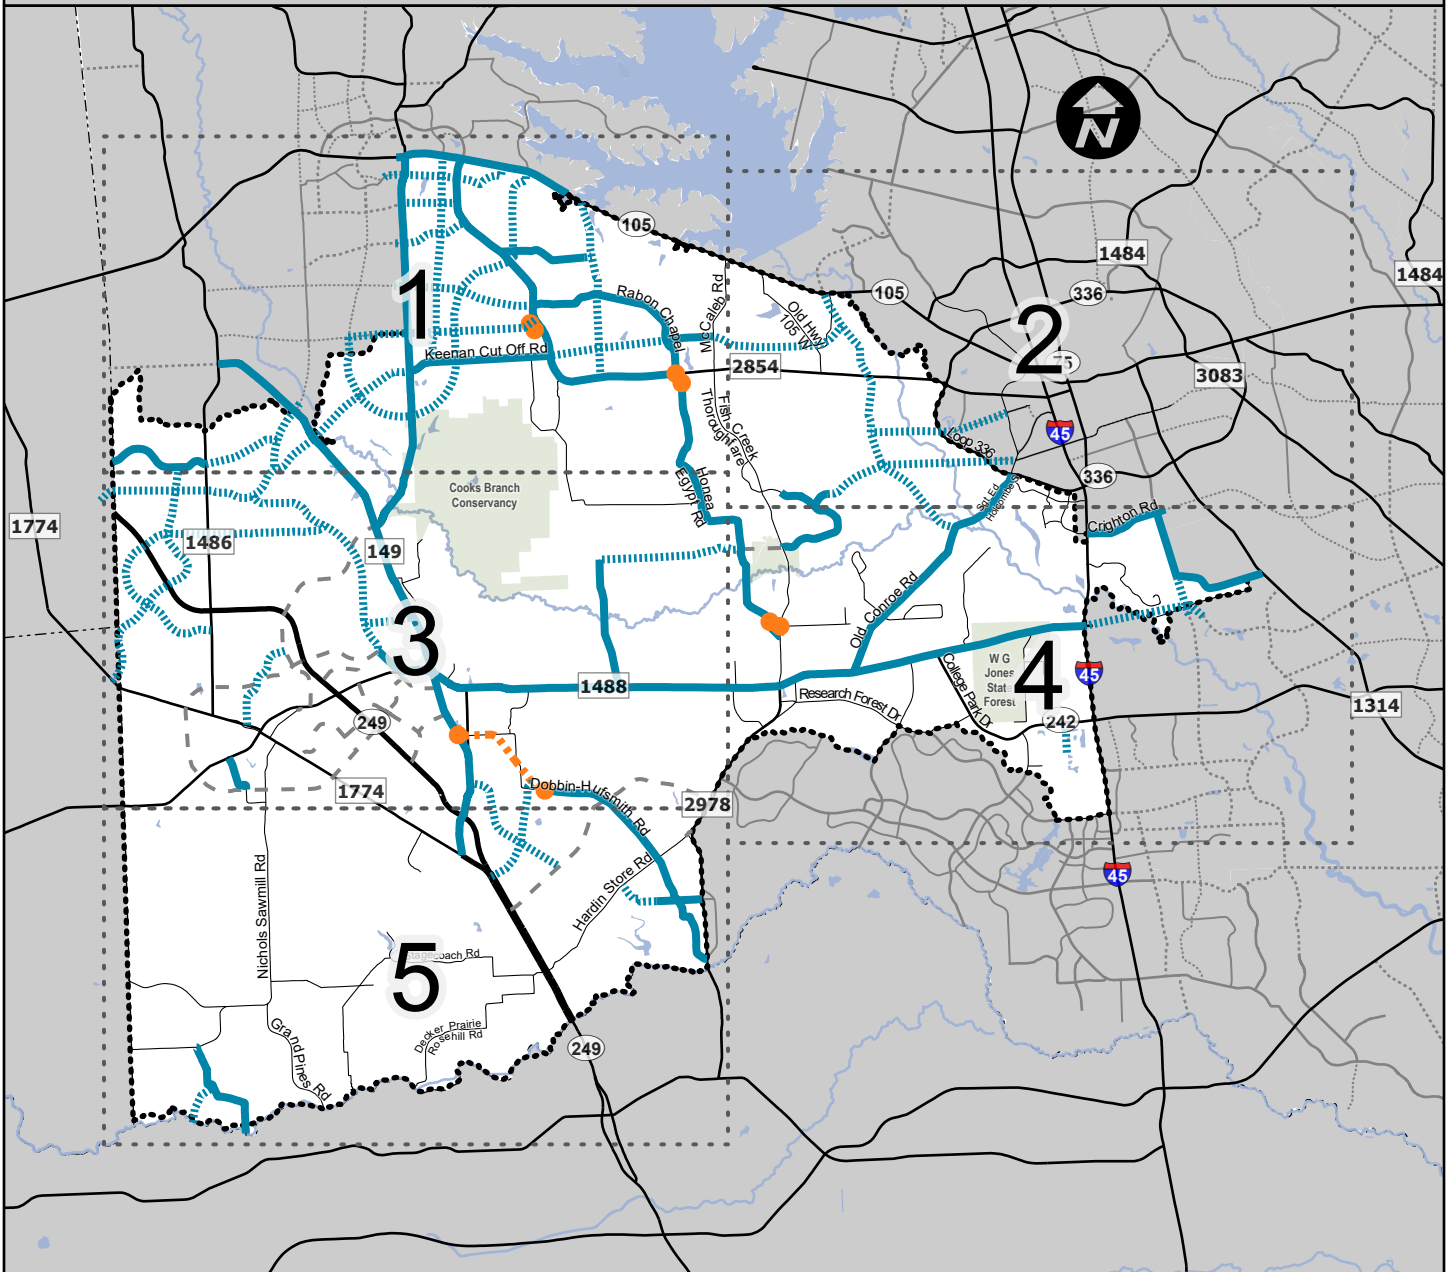 N
105
1484
1484
336
105
1
2
McCaleb Rd
Rabon Chapel
Old Hwy
105 W
Keenan Cut Off Rd
2854
75
3083
Fish Creek
Thoroughfare
Loop 336
45
336
Cooks Branch
Conservancy
Honea
Egypt Rd
Sgt Ed
Holcombe S
Crighton Rd
1774
1486
149
3
Old Conroe Rd
W G
Jones
State
Forest
4
45
1488
College Park Dr
Research Forest Dr
242
1314
249
1774
Dobbin-Hufsmith Rd
2978
45
Nichols Sawmill Rd
Hardin Store Rd
5
Stagecoach Rd
Grand Pines Rd
Decker Prairie
Rosehill Rd
249